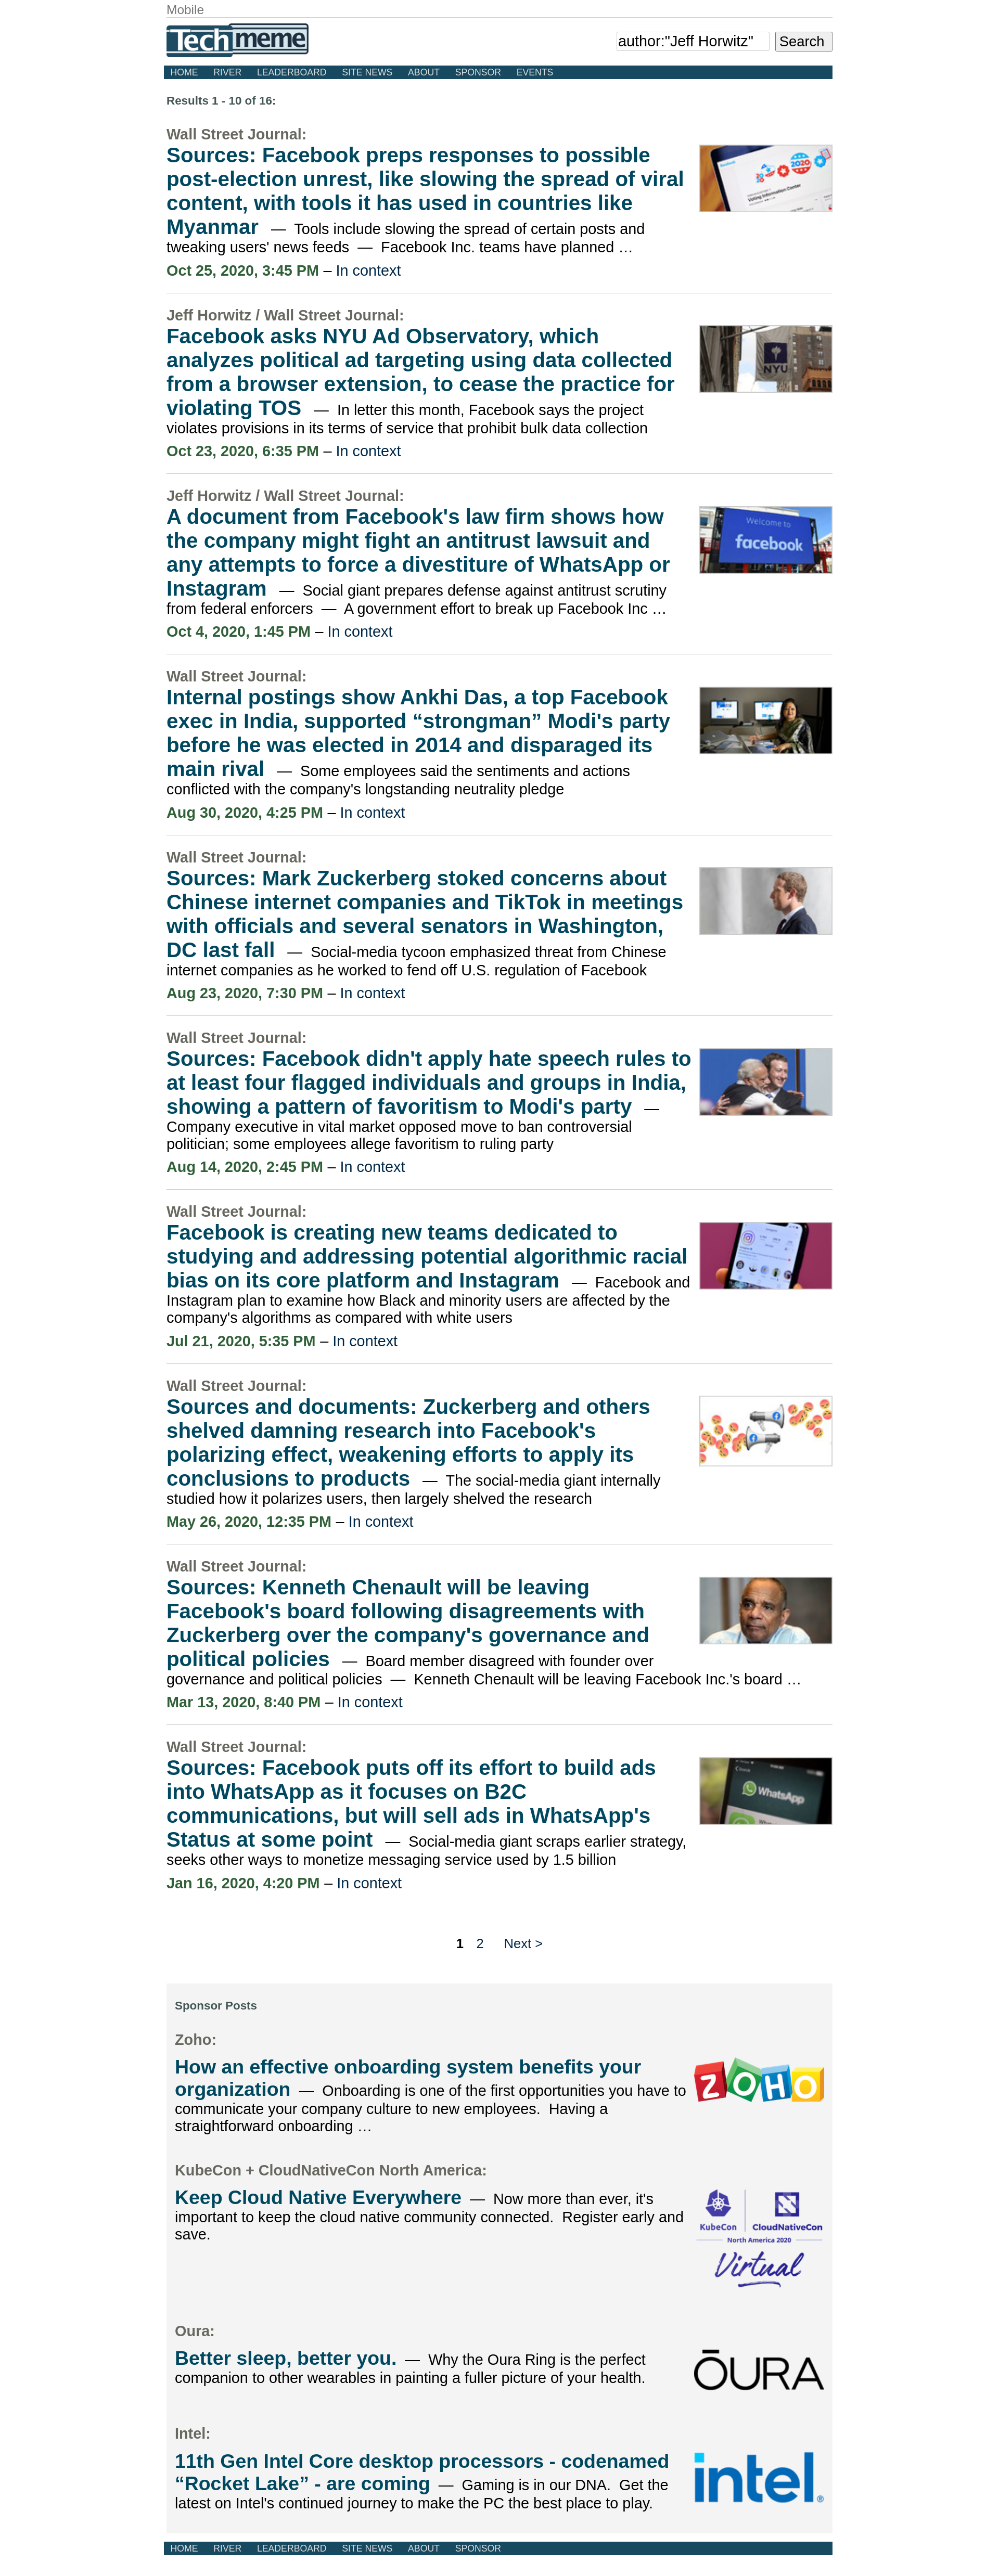 Mobile
Techmeme
author:"Jeff Horwitz"
Search
HOME RIVER LEADERBOARD SITE NEWS ABOUT SPONSOR EVENTS
Results 1 - 10 of 16:
Wall Street Journal:
Sources: Facebook preps responses to possible
post-election unrest, like slowing the spread of viral
content, with tools it has used in countries like
Myanmar — Tools include slowing the spread of certain posts and
tweaking users' news feeds — Facebook Inc. teams have planned …
Oct 25, 2020, 3:45 PM – In context
Jeff Horwitz / Wall Street Journal:
Facebook asks NYU Ad Observatory, which
analyzes political ad targeting using data collected
from a browser extension, to cease the practice for
violating TOS — In letter this month, Facebook says the project
violates provisions in its terms of service that prohibit bulk data collection
Oct 23, 2020, 6:35 PM – In context
NYU
Jeff Horwitz / Wall Street Journal:
A document from Facebook's law firm shows how
the company might fight an antitrust lawsuit and
any attempts to force a divestiture of WhatsApp or
Instagram — Social giant prepares defense against antitrust scrutiny
from federal enforcers — A government effort to break up Facebook Inc …
Oct 4, 2020, 1:45 PM – In context
Welcome to
facebook
Wall Street Journal:
Internal postings show Ankhi Das, a top Facebook
exec in India, supported “strongman” Modi's party
before he was elected in 2014 and disparaged its
main rival — Some employees said the sentiments and actions
conflicted with the company's longstanding neutrality pledge
Aug 30, 2020, 4:25 PM – In context
Wall Street Journal:
Sources: Mark Zuckerberg stoked concerns about
Chinese internet companies and TikTok in meetings
with officials and several senators in Washington,
DC last fall — Social-media tycoon emphasized threat from Chinese
internet companies as he worked to fend off U.S. regulation of Facebook
Aug 23, 2020, 7:30 PM – In context
Wall Street Journal:
Sources: Facebook didn't apply hate speech rules to
at least four flagged individuals and groups in India,
showing a pattern of favoritism to Modi's party —
Company executive in vital market opposed move to ban controversial
politician; some employees allege favoritism to ruling party
Aug 14, 2020, 2:45 PM – In context
Wall Street Journal:
Facebook is creating new teams dedicated to
studying and addressing potential algorithmic racial
bias on its core platform and Instagram — Facebook and
Instagram plan to examine how Black and minority users are affected by the
company's algorithms as compared with white users
Jul 21, 2020, 5:35 PM – In context
Wall Street Journal:
Sources and documents: Zuckerberg and others
shelved damning research into Facebook's
polarizing effect, weakening efforts to apply its
conclusions to products — The social-media giant internally
studied how it polarizes users, then largely shelved the research
May 26, 2020, 12:35 PM – In context
Wall Street Journal:
Sources: Kenneth Chenault will be leaving
Facebook's board following disagreements with
Zuckerberg over the company's governance and
political policies — Board member disagreed with founder over
governance and political policies — Kenneth Chenault will be leaving Facebook Inc.'s board …
Mar 13, 2020, 8:40 PM – In context
Wall Street Journal:
Sources: Facebook puts off its effort to build ads
into WhatsApp as it focuses on B2C
communications, but will sell ads in WhatsApp's
Status at some point — Social-media giant scraps earlier strategy,
seeks other ways to monetize messaging service used by 1.5 billion
Jan 16, 2020, 4:20 PM – In context
WhatsApp
1 2 Next >
Sponsor Posts
Zoho:
How an effective onboarding system benefits your
organization — Onboarding is one of the first opportunities you have to
communicate your company culture to new employees. Having a
straightforward onboarding …
ZOHO
KubeCon + CloudNativeCon North America:
Keep Cloud Native Everywhere — Now more than ever, it's
important to keep the cloud native community connected. Register early and
save.
KubeCon CloudNativeCon
North America 2020
Virtual
Oura:
Better sleep, better you. — Why the Oura Ring is the perfect
companion to other wearables in painting a fuller picture of your health.
ŌURA
Intel:
11th Gen Intel Core desktop processors - codenamed
“Rocket Lake” - are coming — Gaming is in our DNA. Get the
latest on Intel's continued journey to make the PC the best place to play.
intel®
HOME RIVER LEADERBOARD SITE NEWS ABOUT SPONSOR